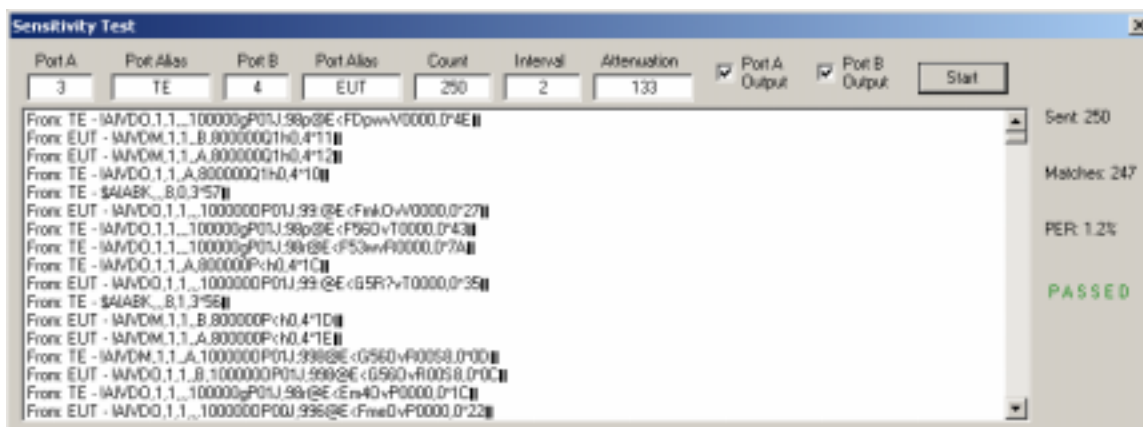 Sensitivity Test
Port A Port Alias Port B Port Alias Count Interval Attenuation Port A Output Port B Output Start
3 TE 4 EUT 250 2 133
From: TE - !AIVDO,1,1,,,100000gP01J;98p@E<FDpwvV0000,0*4E
From: EUT - !AIVDM,1,1,,B,800000Q1h0,4*11
From: EUT - !AIVDM,1,1,,A,800000Q1h0,4*12
From: TE - !AIVDO,1,1,,A,800000Q1h0,4*10
From: TE - $AIABK,,,8,0,3*57
From: EUT - !AIVDO,1,1,,,1000000P01J;99:@E<FmkOvV0000,0*27
From: TE - !AIVDO,1,1,,,100000gP01J;98p@E<F56OvT0000,0*43
From: TE - !AIVDO,1,1,,,100000gP01J;98r@E<F53wvR0000,0*7A
From: TE - !AIVDO,1,1,,A,800000P<h0,4*1C
From: EUT - !AIVDO,1,1,,,1000000P01J;99:@E<G5R?vT0000,0*35
From: TE - $AIABK,,,8,1,3*56
From: EUT - !AIVDM,1,1,,B,800000P<h0,4*1D
From: EUT - !AIVDM,1,1,,A,800000P<h0,4*1E
From: TE - !AIVDM,1,1,,A,1000000P01J;998@E<G56OvR00S8,0*0D
From: EUT - !AIVDO,1,1,,B,1000000P01J;998@E<G56OvR00S8,0*0C
From: TE - !AIVDO,1,1,,,100000gP01J;98r@E<Em4OvP0000,0*1C
From: EUT - !AIVDO,1,1,,,1000000P00J;996@E<FmeOvP0000,0*22
Sent: 250
Matches: 247
PER: 1.2%
PASSED